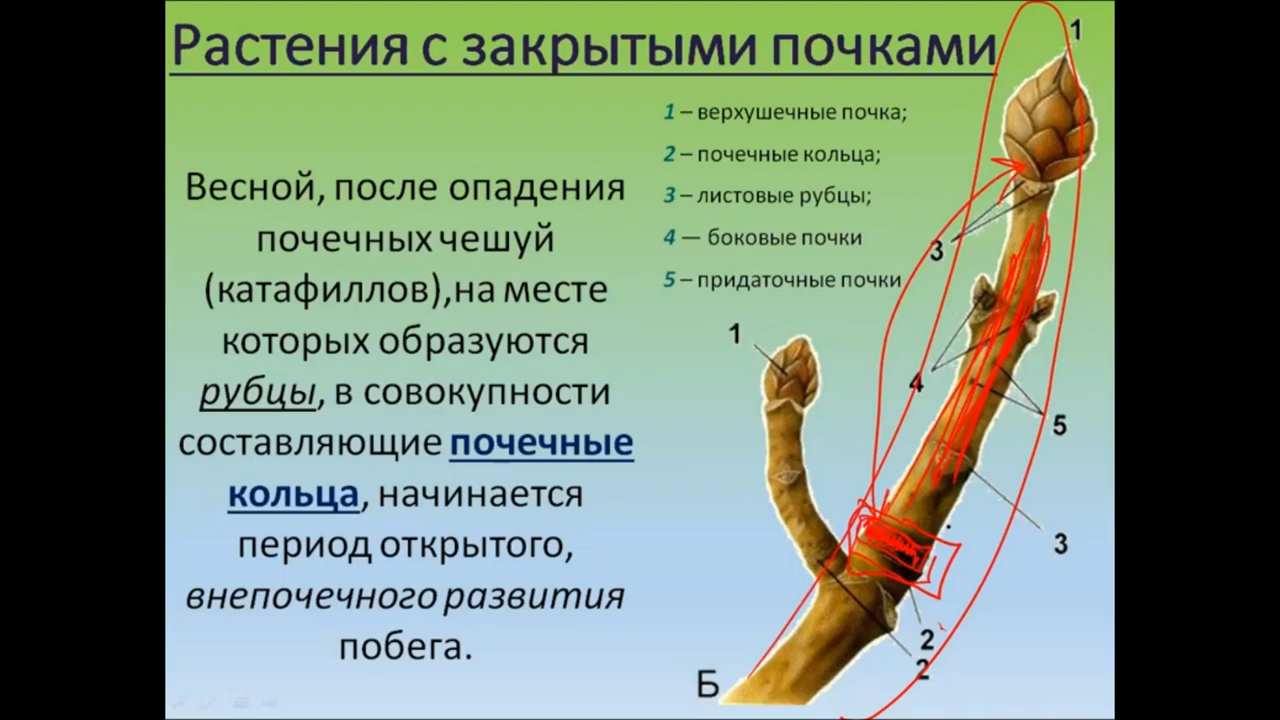 Растения с закрытыми почками
1 – верхушечные почка;
2 – почечные кольца;
3 – листовые рубцы;
4 — боковые почки
5 – придаточные почки
Весной, после опадения
почечных чешуй
(катафиллов),на месте
которых образуются
рубцы, в совокупности
составляющие почечные
кольца, начинается
период открытого,
внепочечного развития
побега.
1
3
1
4
5
3
2
2
Б